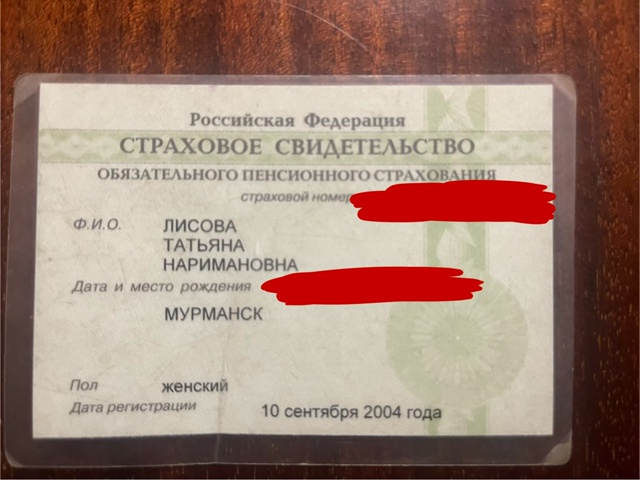 Российская Федерация
СТРАХОВОЕ СВИДЕТЕЛЬСТВО
ОБЯЗАТЕЛЬНОГО ПЕНСИОННОГО СТРАХОВАНИЯ
страховой номер
Ф.И.О. ЛИСОВА
ТАТЬЯНА
НАРИМАНОВНА
Дата и место рождения
МУРМАНСК
Пол женский
Дата регистрации 10 сентября 2004 года